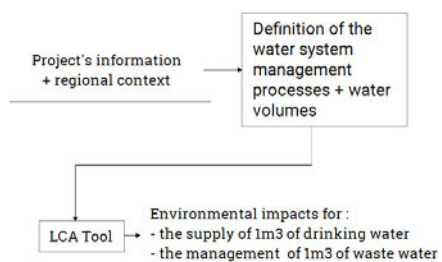 Project's information
+ regional context
Definition of the
water system
management
processes + water
volumes
LCA Tool
Environmental impacts for :
- the supply of 1m3 of drinking water
- the management of 1m3 of waste water